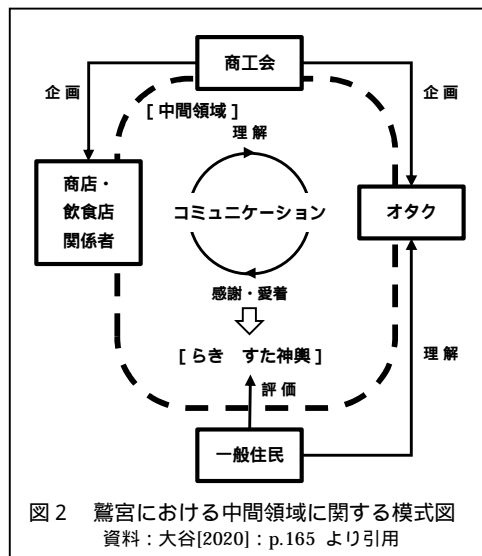 商工会
企 画
企 画
[ 中間領域 ]
理 解
商店・
飲食店
関係者
コミュニケーション
オタク
感謝・愛着
[ らき すた神輿 ]
理 解
評 価
一般住民
図２ 鷲宮における中間領域に関する模式図
資料：大谷[2020]：p.165 より引用